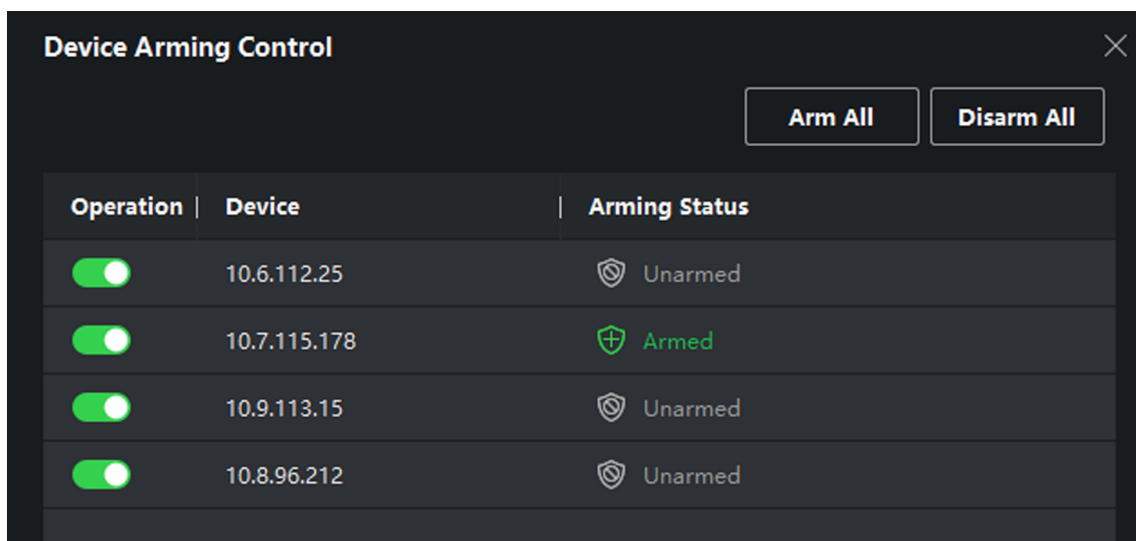 Device Arming Control
Arm All Disarm All
Operation Device Arming Status
10.6.112.25 Unarmed
10.7.115.178 Armed
10.9.113.15 Unarmed
10.8.96.212 Unarmed